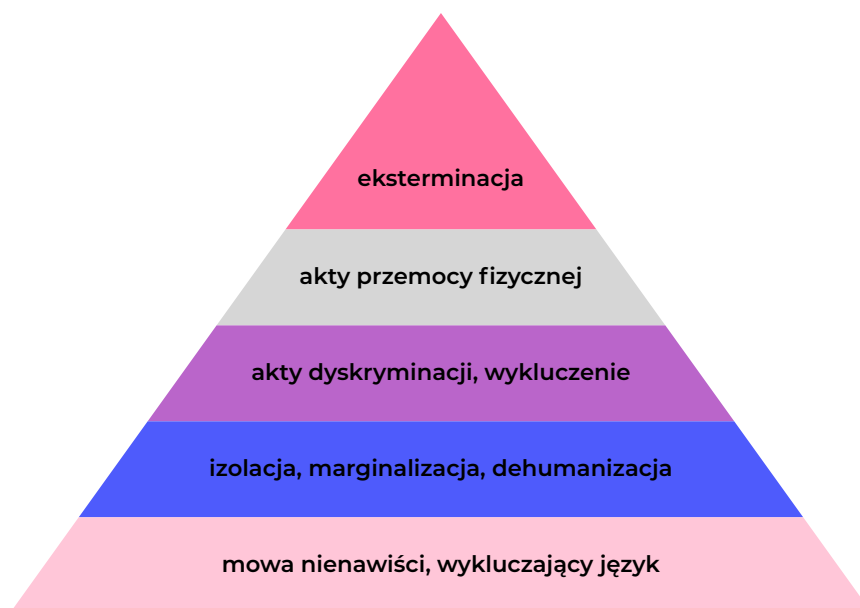 eksterminacja
akty przemocy fizycznej
akty dyskryminacji, wykluczenie
izolacja, marginalizacja, dehumanizacja
mowa nienawiści, wykluczający język